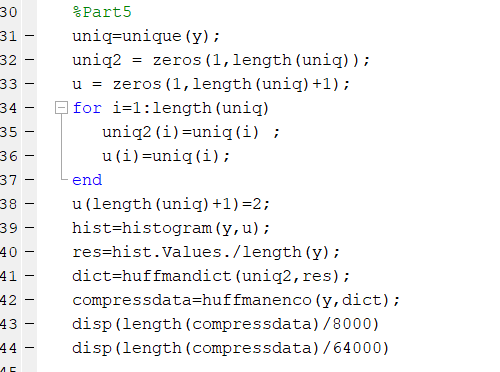 30 %Part5
31 – uniq=unique(y);
32 – uniq2 = zeros(1,length(uniq));
33 – u = zeros(1,length(uniq)+1);
34 – for i=1:length(uniq)
35 – uniq2(i)=uniq(i) ;
36 – u(i)=uniq(i);
37 – end
38 – u(length(uniq)+1)=2;
39 – hist=histogram(y,u);
40 – res=hist.Values./length(y);
41 – dict=huffmandict(uniq2,res);
42 – compressdata=huffmanenco(y,dict);
43 – disp(length(compressdata)/8000)
44 – disp(length(compressdata)/64000)